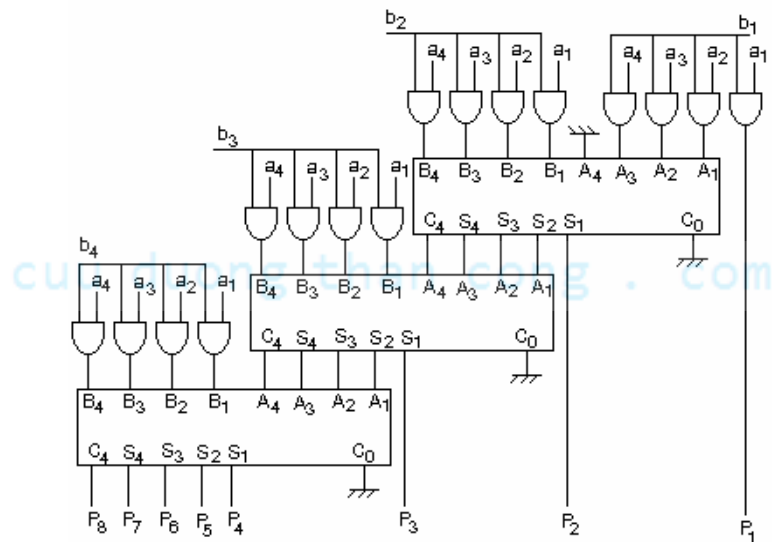 b₂ b₁
a₄ a₃ a₂ a₁ a₄ a₃ a₂ a₁
b₃
a₄ a₃ a₂ a₁
B₄ B₃ B₂ B₁ A₄ A₃ A₂ A₁
C₄ S₄ S₃ S₂ S₁ C₀
b₄
cuu duong than cong . com
a₄ a₃ a₂ a₁
B₄ B₃ B₂ B₁ A₄ A₃ A₂ A₁
C₄ S₄ S₃ S₂ S₁ C₀
B₄ B₃ B₂ B₁ A₄ A₃ A₂ A₁
C₄ S₄ S₃ S₂ S₁ C₀
P₈ P₇ P₆ P₅ P₄ P₃ P₂ P₁